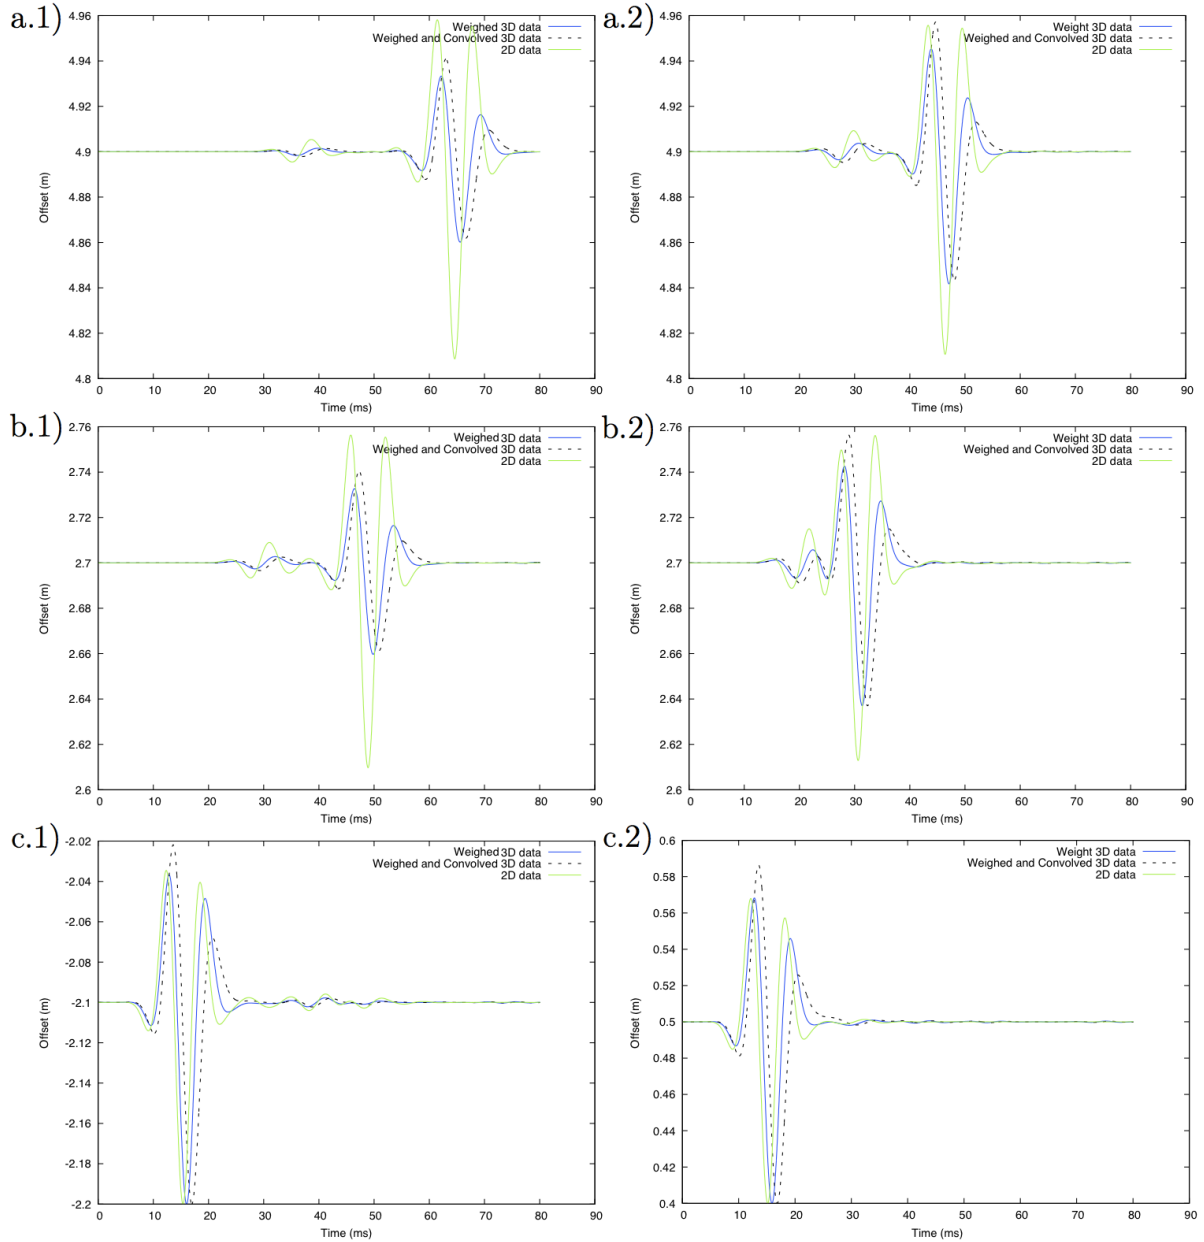 a.1)
4.96
4.94
4.92
4.9
4.88
4.86
4.84
4.82
4.8
Offset (m)
Weighed 3D data
Weighed and Convolved 3D data
2D data
0 10 20 30 40 50 60 70 80 90
Time (ms)
a.2)
4.96
4.94
4.92
4.9
4.88
4.86
4.84
4.82
4.8
Offset (m)
Weight 3D data
Weighed and Convolved 3D data
2D data
0 10 20 30 40 50 60 70 80 90
Time (ms)
b.1)
2.76
2.74
2.72
2.7
2.68
2.66
2.64
2.62
2.6
Offset (m)
Weighed 3D data
Weighed and Convolved 3D data
2D data
0 10 20 30 40 50 60 70 80 90
Time (ms)
b.2)
2.76
2.74
2.72
2.7
2.68
2.66
2.64
2.62
2.6
Offset (m)
Weight 3D data
Weighed and Convolved 3D data
2D data
0 10 20 30 40 50 60 70 80 90
Time (ms)
c.1)
-2.02
-2.04
-2.06
-2.08
-2.1
-2.12
-2.14
-2.16
-2.18
-2.2
Offset (m)
Weighed 3D data
Weighed and Convolved 3D data
2D data
0 10 20 30 40 50 60 70 80 90
Time (ms)
c.2)
0.6
0.58
0.56
0.54
0.52
0.5
0.48
0.46
0.44
0.42
0.4
Offset (m)
Weight 3D data
Weighed and Convolved 3D data
2D data
0 10 20 30 40 50 60 70 80 90
Time (ms)